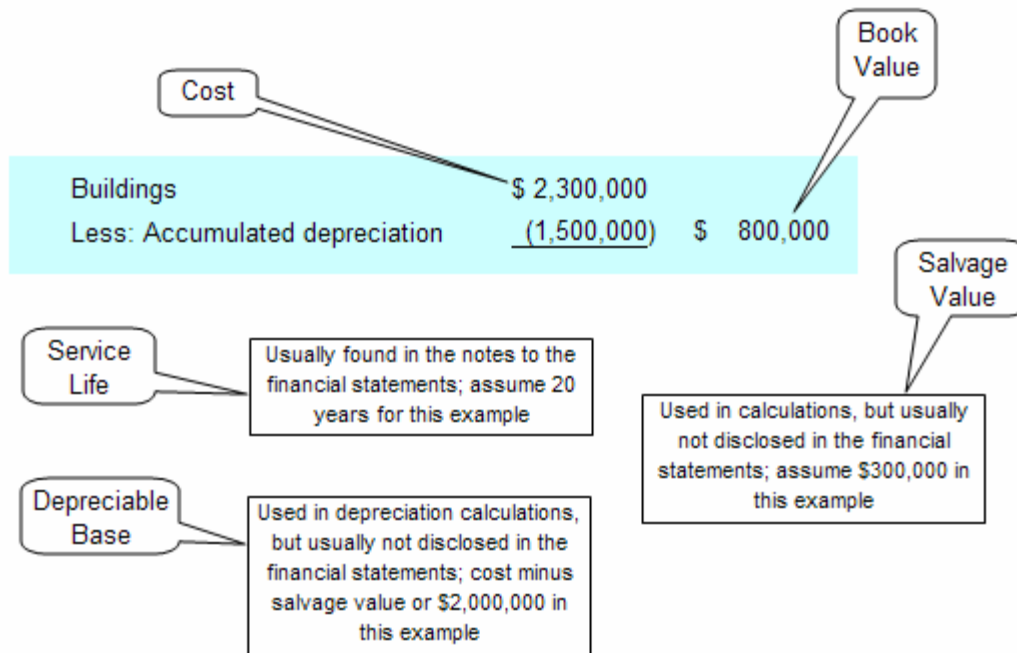 Book
Value
Cost
Buildings $ 2,300,000
Less: Accumulated depreciation (1,500,000) $ 800,000
Salvage
Value
Service
Life
Usually found in the notes to the
financial statements; assume 20
years for this example
Used in calculations, but usually
not disclosed in the financial
statements; assume $300,000 in
this example
Depreciable
Base
Used in depreciation calculations,
but usually not disclosed in the
financial statements; cost minus
salvage value or $2,000,000 in
this example